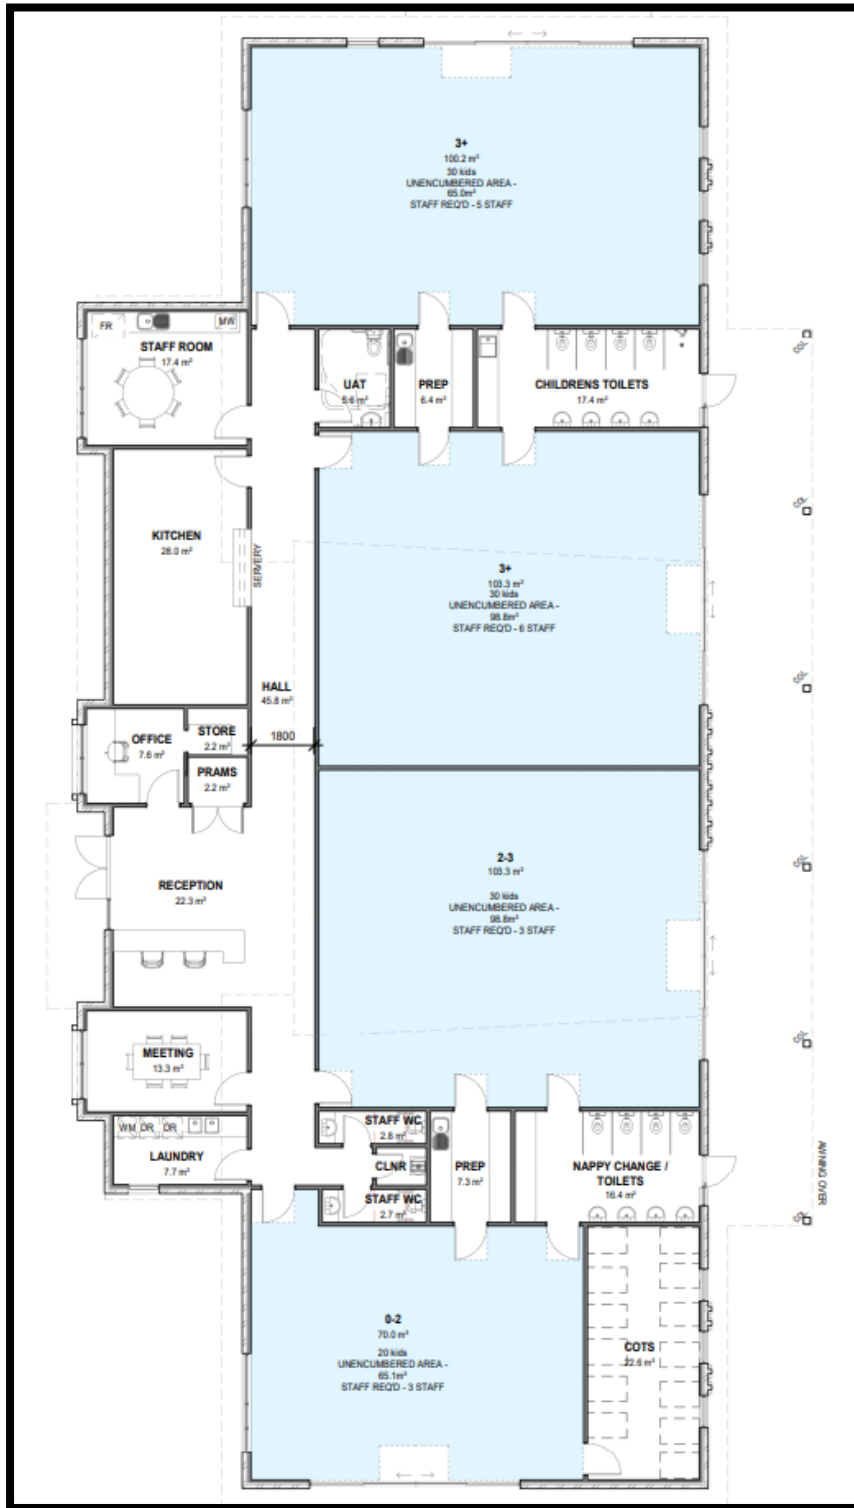 3+
100.2 m²
30 kids
UNENCUMBERED AREA -
65.0m²
STAFF REQ'D - 5 STAFF
FR
MW
STAFF ROOM
17.4 m²
UAT
5.6 m²
PREP
6.4 m²
CHILDRENS TOILETS
17.4 m²
COL
KITCHEN
28.0 m²
SERVERY
COL
3+
103.3 m²
30 kids
UNENCUMBERED AREA -
98.8m²
STAFF REQ'D - 6 STAFF
HALL
45.8 m²
COL
OFFICE
7.6 m²
STORE
2.2 m²
1800
PRAMS
2.2 m²
RECEPTION
22.3 m²
2-3
103.3 m²
30 kids
UNENCUMBERED AREA -
98.8m²
STAFF REQ'D - 3 STAFF
COL
MEETING
13.3 m²
COL
WM
DR
DR
LAUNDRY
7.7 m²
STAFF WC
2.8 m²
CLNR
STAFF WC
2.7 m²
PREP
7.3 m²
NAPPY CHANGE /
TOILETS
16.4 m²
AWNING OVER
COL
0-2
70.0 m²
20 kids
UNENCUMBERED AREA -
65.1m²
STAFF REQ'D - 3 STAFF
COTS
22.6 m²